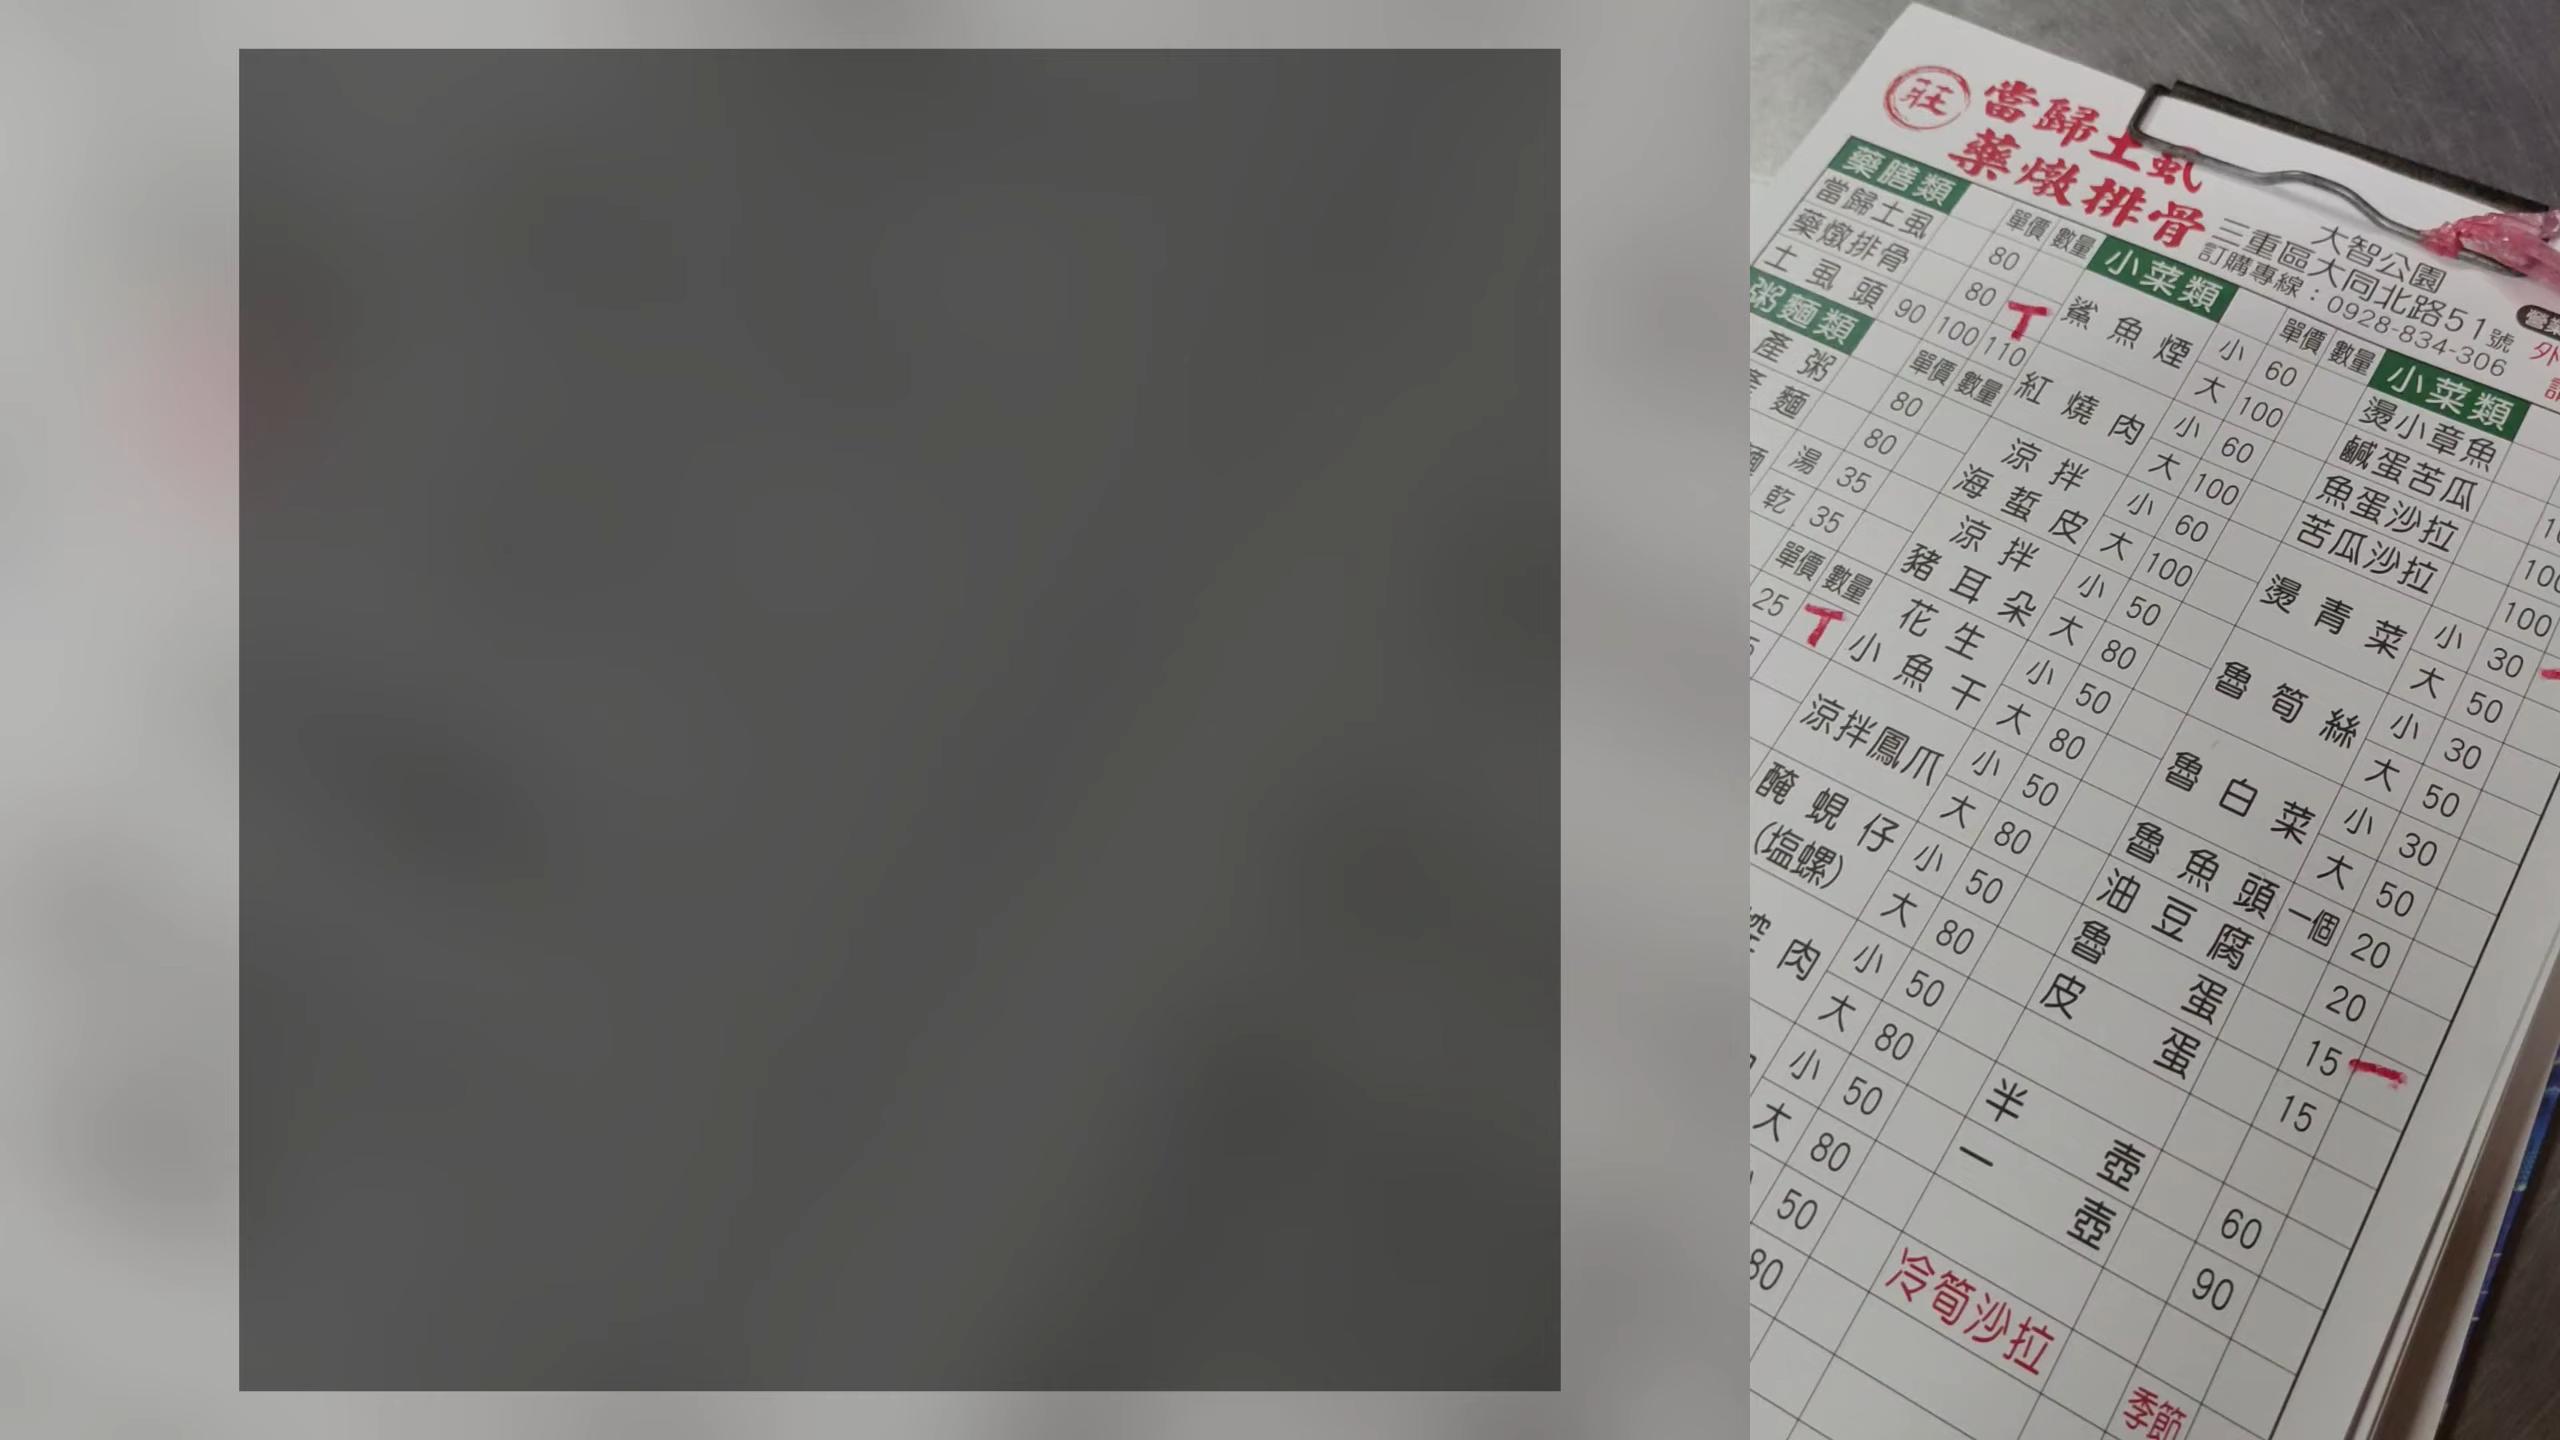 莊 當歸土虱
藥燉排骨
大智公園
三重區大同北路51號
訂購專線：0928-834-306
藥膳類 單價 數量
當歸土虱 80
藥燉排骨 80
土虱頭 90 100 110
粥麵類 單價 數量
產粥 80
產麵 80
湯 35
乾 35
單價 數量
25
小菜類 單價 數量
鯊魚煙 小 60
大 100
紅燒肉 小 60
大 100
涼拌海蜇皮 小 60
大 100
涼拌豬耳朵 小 50
大 80
花生小魚干 小 50
大 80
涼拌鳳爪 小 50
大 80
醃蜆仔 小 50
(塩螺) 大 80
肉 小 50
大 80
小 50
大 80
50
80
小菜類
燙小章魚
鹹蛋苦瓜
魚蛋沙拉 100
苦瓜沙拉 100
燙青菜 小 30
大 50
魯筍絲 小 30
大 50
魯白菜 小 30
大 50
魯魚頭 一個 20
油豆腐 20
魯蛋 15
皮蛋 15
半壺 60
一壺 90
冷筍沙拉
季節